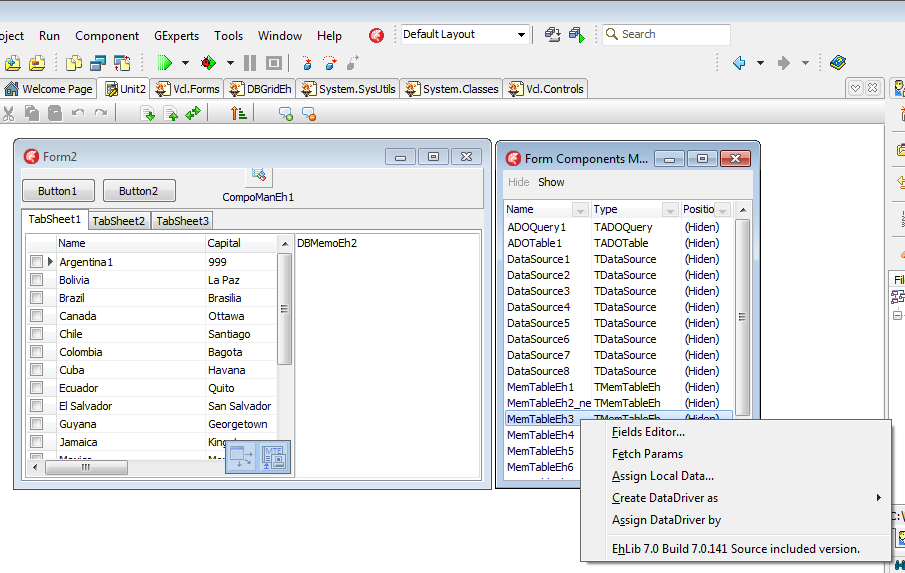 oject Run Component GExperts Tools Window Help Default Layout Search
Welcome Page Unit2 Vcl.Forms DBGridEh System.SysUtils System.Classes Vcl.Controls
Form2
Button1 Button2
CompoManEh1
TabSheet1 TabSheet2 TabSheet3
Name Capital DBMemoEh2
Argentina1 999
Bolivia La Paz
Brazil Brasilia
Canada Ottawa
Chile Santiago
Colombia Bagota
Cuba Havana
Ecuador Quito
El Salvador San Salvador
Guyana Georgetown
Jamaica King
Mexico
MTE
Form Components M...
Hide Show
Name Type Positio
ADOQuery1 TADOQuery (Hiden)
ADOTable1 TADOTable (Hiden)
DataSource1 TDataSource (Hiden)
DataSource2 TDataSource (Hiden)
DataSource3 TDataSource (Hiden)
DataSource4 TDataSource (Hiden)
DataSource5 TDataSource (Hiden)
DataSource6 TDataSource (Hiden)
DataSource7 TDataSource (Hiden)
DataSource8 TDataSource (Hiden)
MemTableEh1 TMemTableEh (Hiden)
MemTableEh2_ne TMemTableEh (Hiden)
MemTableEh3 TMemTableEh (Hiden)
MemTableEh4
MemTableEh5
MemTableEh6
Fields Editor...
Fetch Params
Assign Local Data...
Create DataDriver as
Assign DataDriver by
EhLib 7.0 Build 7.0.141 Source included version.
Fil
C:\